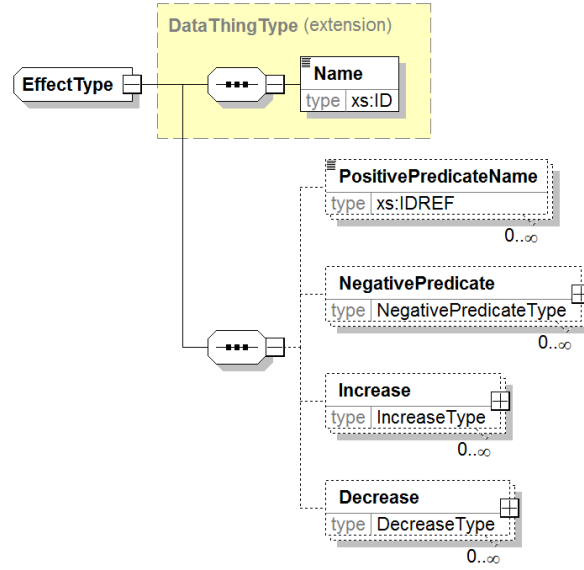 DataThingType (extension)
EffectType
Name
type xs:ID
PositivePredicateName
type xs:IDREF
0..∞
NegativePredicate
type NegativePredicateType
0..∞
Increase
type IncreaseType
0..∞
Decrease
type DecreaseType
0..∞